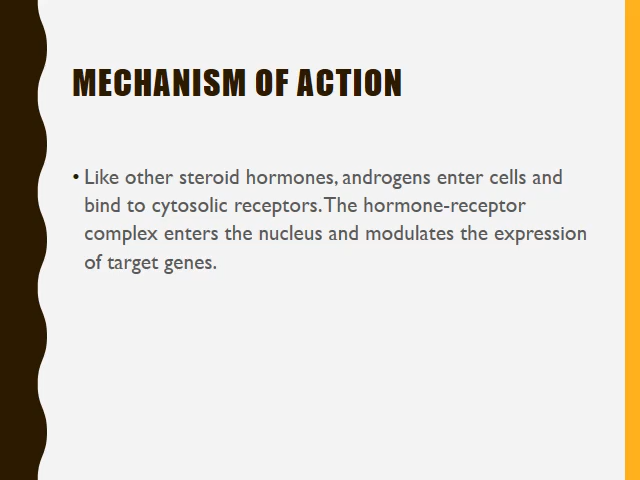 MECHANISM OF ACTION
• Like other steroid hormones, androgens enter cells and
bind to cytosolic receptors. The hormone-receptor
complex enters the nucleus and modulates the expression
of target genes.